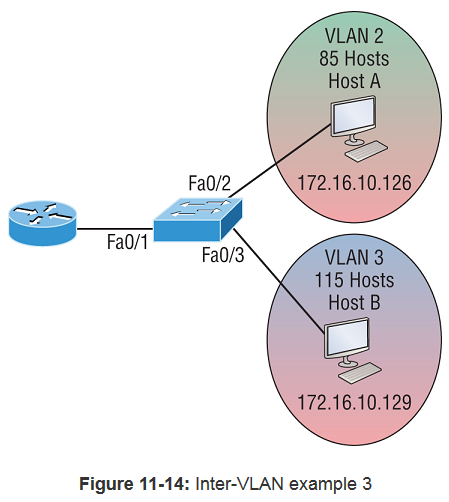 VLAN 2
85 Hosts
Host A
172.16.10.126
Fa0/2
Fa0/1
Fa0/3
VLAN 3
115 Hosts
Host B
172.16.10.129
Figure 11-14: Inter-VLAN example 3